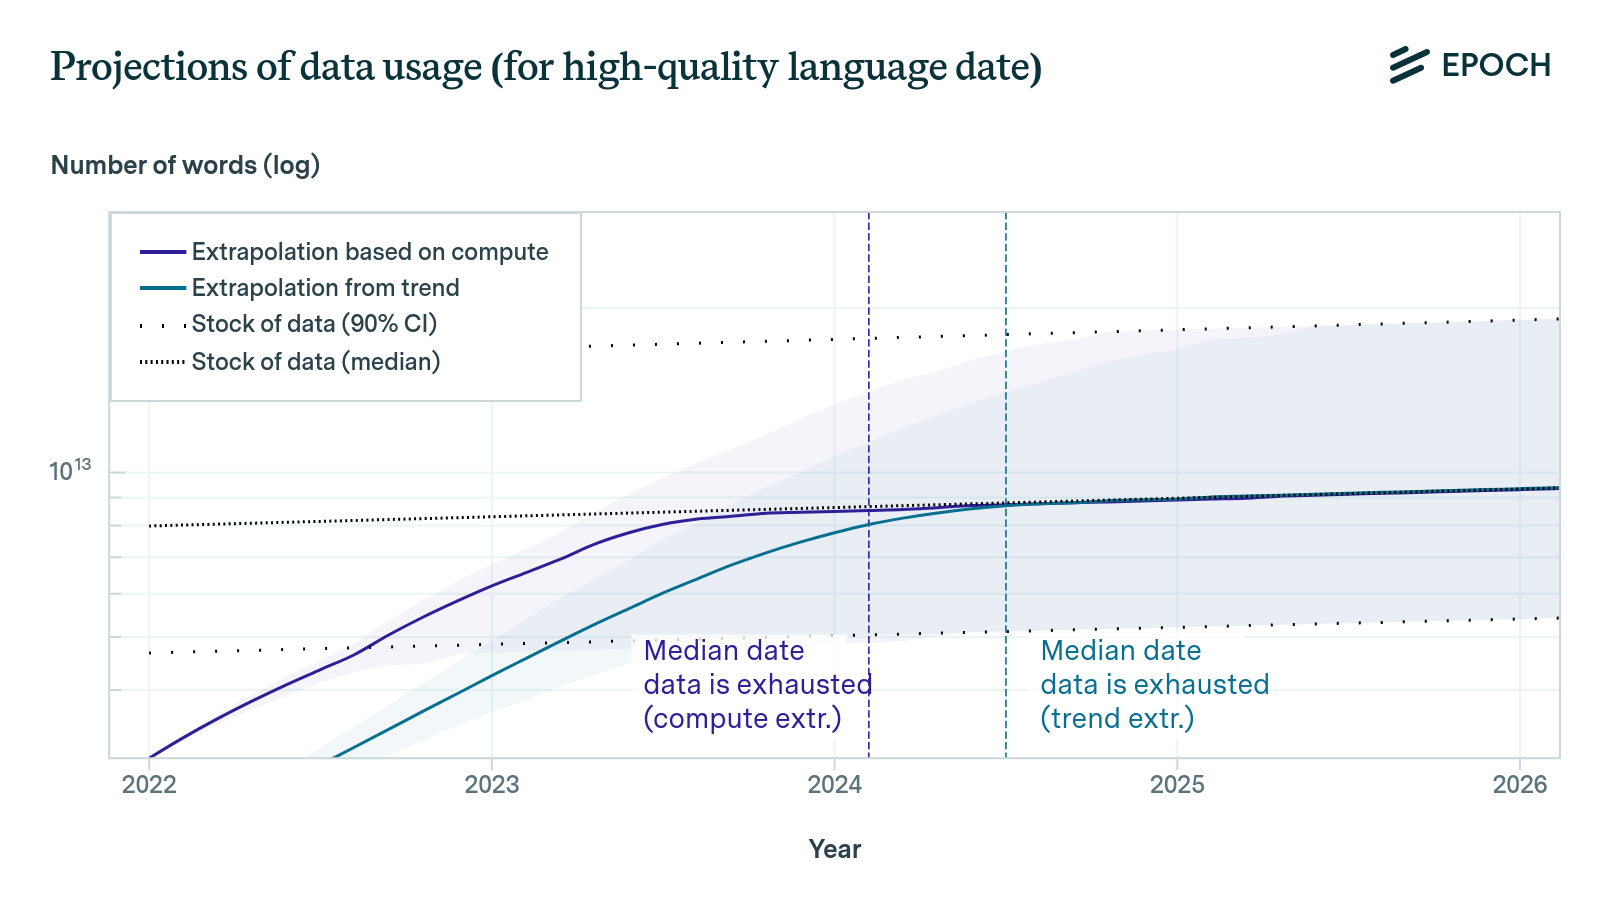 Projections of data usage (for high-quality language date)
EPOCH
Number of words (log)
Extrapolation based on compute
Extrapolation from trend
Stock of data (90% CI)
Stock of data (median)
10¹³
Median date
data is exhausted
(compute extr.)
Median date
data is exhausted
(trend extr.)
2022 2023 2024 2025 2026
Year